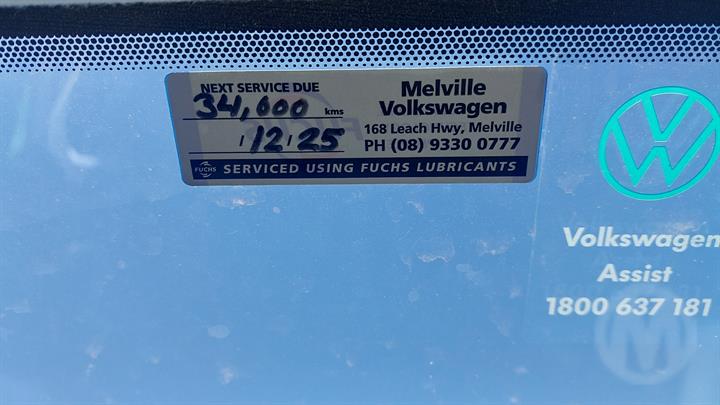 NEXT SERVICE DUE
34,000 kms
/12/25
Melville
Volkswagen
168 Leach Hwy, Melville
PH (08) 9330 0777
FUCHS
SERVICED USING FUCHS LUBRICANTS
Volkswagen
Assist
1800 637 181
M